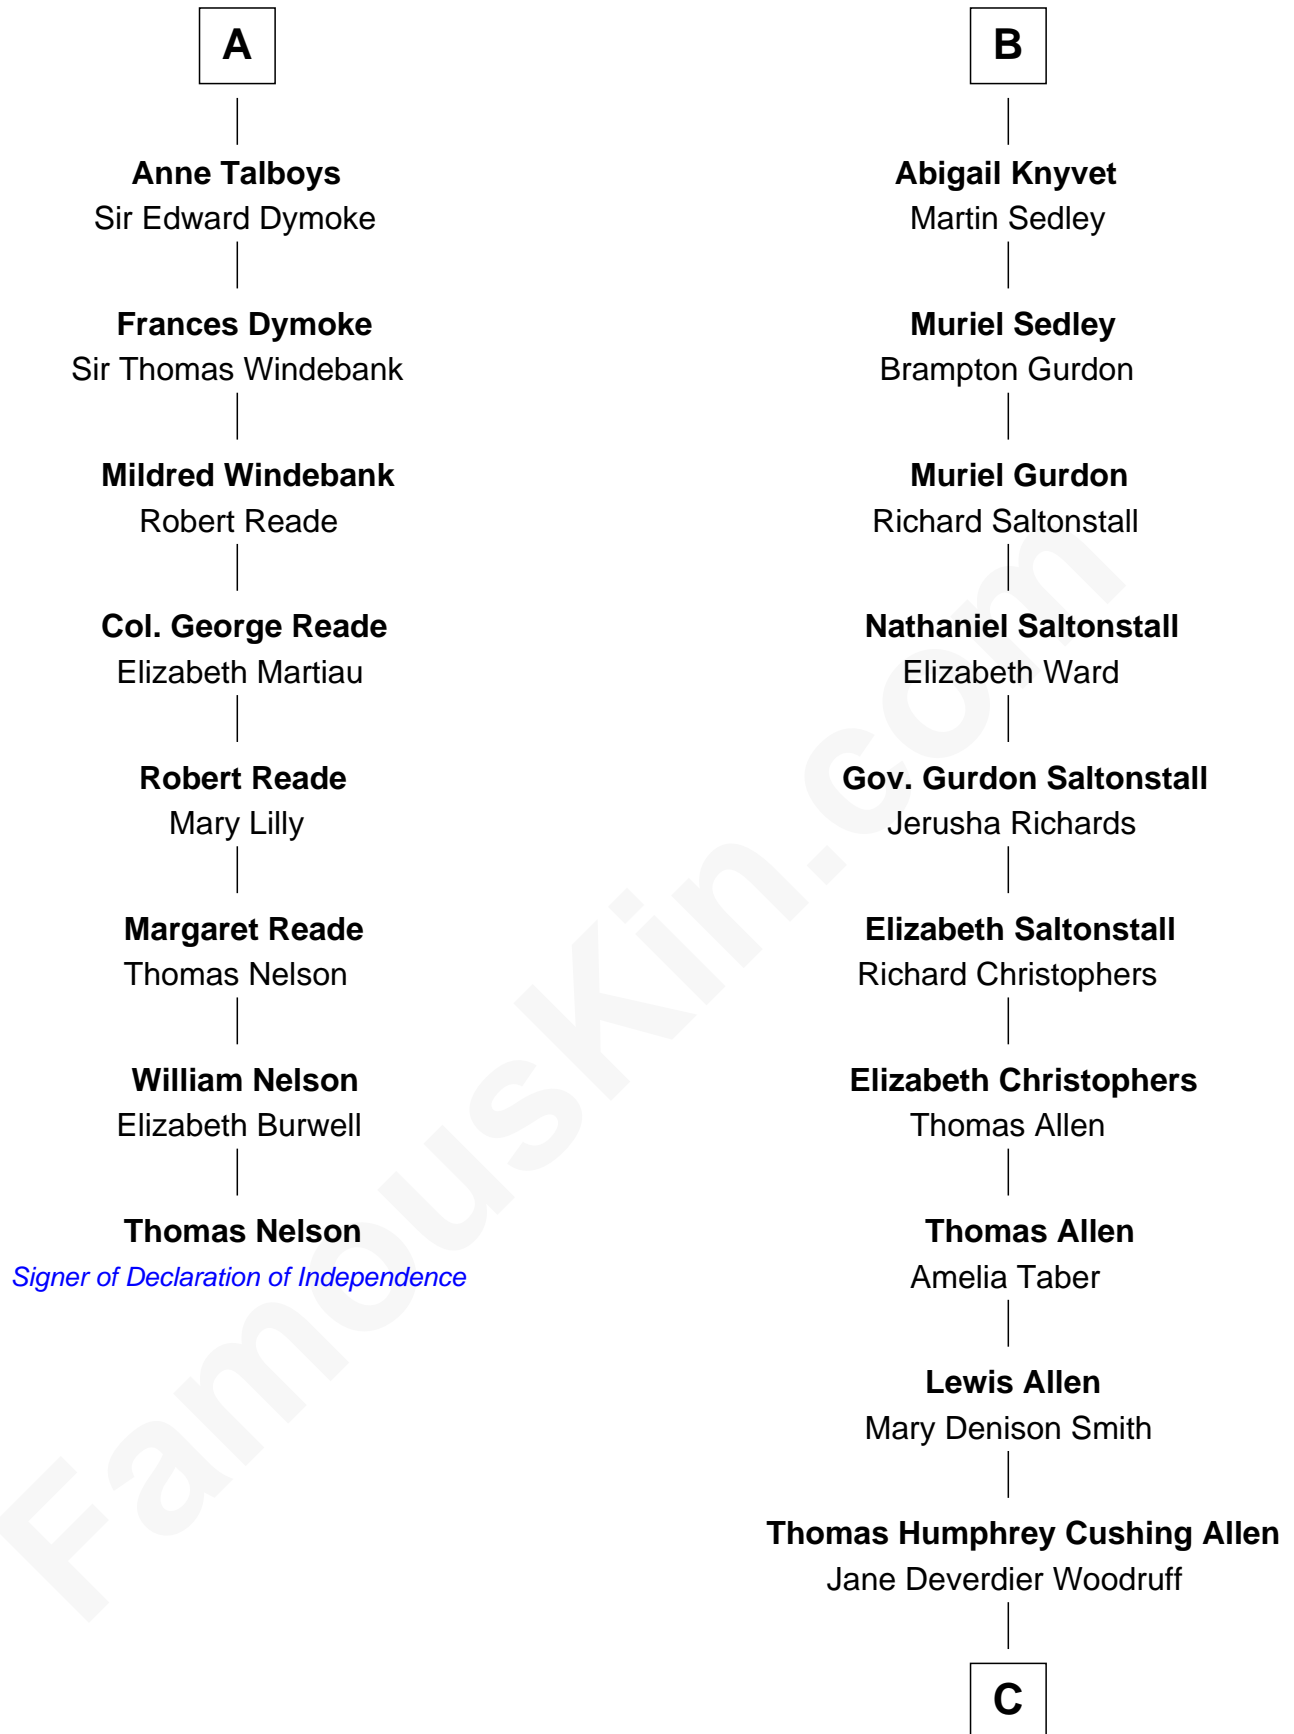 A
Anne Talboys
Sir Edward Dymoke
Frances Dymoke
Sir Thomas Windebank
Mildred Windebank
Robert Reade
Col. George Reade
Elizabeth Martiau
Robert Reade
Mary Lilly
Margaret Reade
Thomas Nelson
William Nelson
Elizabeth Burwell
Thomas Nelson
Signer of Declaration of Independence
B
Abigail Knyvet
Martin Sedley
Muriel Sedley
Brampton Gurdon
Muriel Gurdon
Richard Saltonstall
Nathaniel Saltonstall
Elizabeth Ward
Gov. Gurdon Saltonstall
Jerusha Richards
Elizabeth Saltonstall
Richard Christophers
Elizabeth Christophers
Thomas Allen
Thomas Allen
Amelia Taber
Lewis Allen
Mary Denison Smith
Thomas Humphrey Cushing Allen
Jane Deverdier Woodruff
C
FamousKin.com